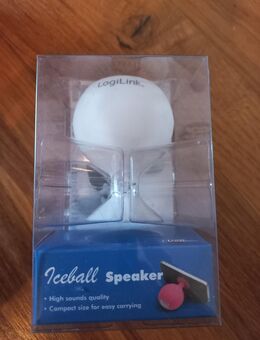 LogiLink
Iceball Speaker
• High sounds quality
• Compact size for easy carrying